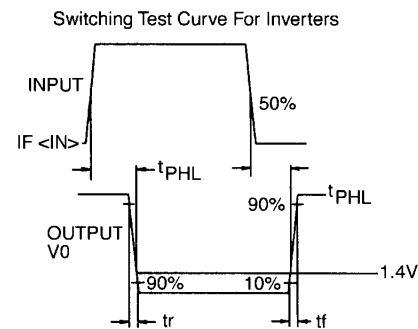 Switching Test Curve For Inverters
INPUT
50%
IF <IN>
tPHL
90%
tPHL
OUTPUT
V0
90%
10%
1.4V
tr
tf